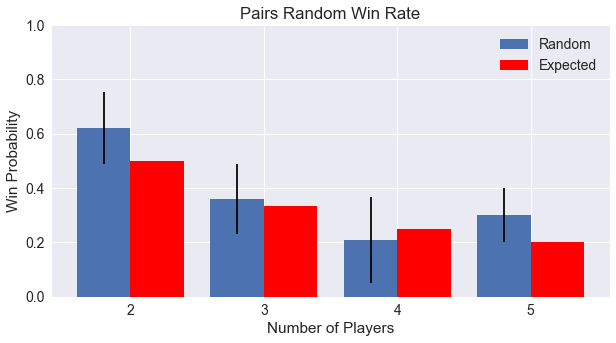 Pairs Random Win Rate
1.0
0.8
0.6
0.4
0.2
0.0
Win Probability
Random
Expected
2 3 4 5
Number of Players